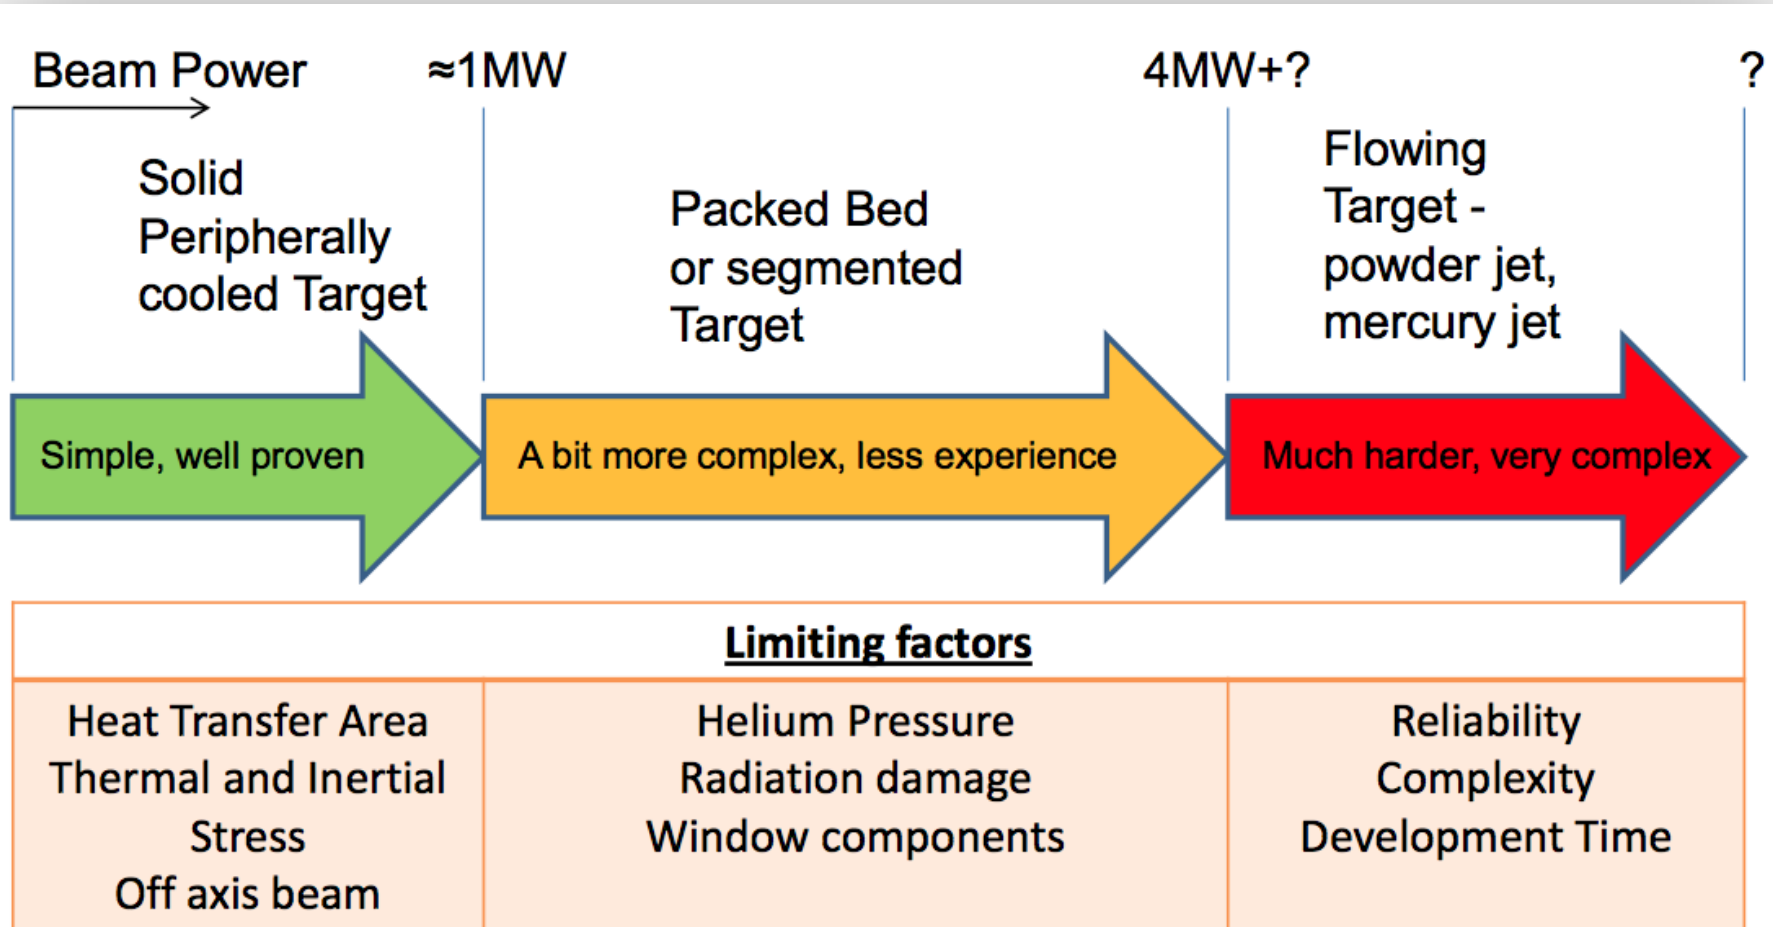 Beam Power
≈1MW
4MW+?
?
Solid
Peripherally
cooled Target
Packed Bed
or segmented
Target
Flowing
Target -
powder jet,
mercury jet
Simple, well proven
A bit more complex, less experience
Much harder, very complex
Limiting factors
Heat Transfer Area
Thermal and Inertial
Stress
Off axis beam
Helium Pressure
Radiation damage
Window components
Reliability
Complexity
Development Time